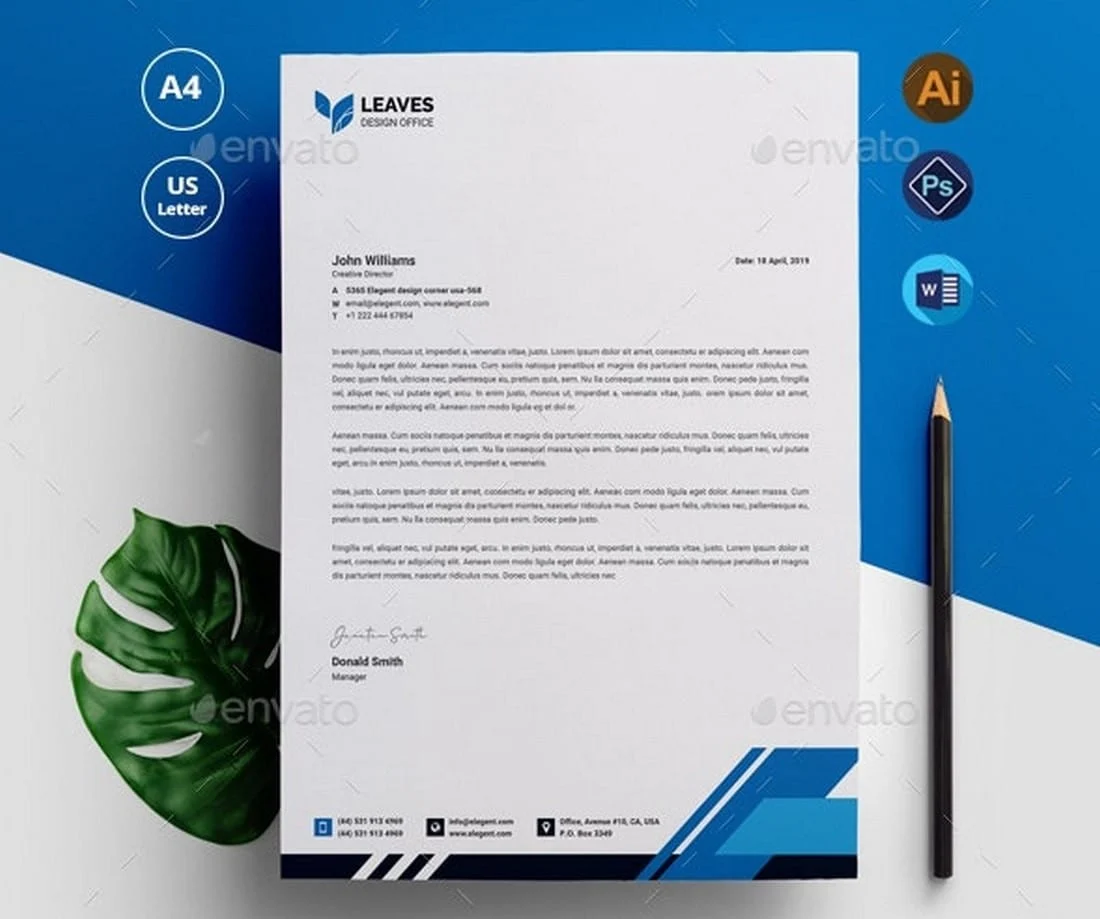 A4
US
Letter
Ai
Ps
W
envato
envato
LEAVES
DESIGN OFFICE
John Williams
Creative Director
Date: 18 April, 2019
A 5365 Elegent design corner usa-568
W email@elegent.com, www.elegent.com
T +1 222 444 67854
In enim justo, rhoncus ut, imperdiet a, venenatis vitae, justo. Lorem ipsum dolor sit amet, consectetu er adipiscing elit. Aenean com
modo ligula eget dolor. Aenean massa. Cum sociis natoque penatibus et magnis dis parturient montes, nascetur ridiculus mus.
Donec quam felis, ultricies nec, pellentesque eu, pretium quis, sem. Nu lla consequat massa quis enim. Donec pede justo, fringilla
vel, aliquet nec, vul putate eget, arcu. In enim justo, rhoncus ut, imperdiet a, venenatis vitae, justo. orem ipsum dolor sit amet,
consectetu er adipiscing elit. Aenean com modo ligula eg et dol or.
Aenean massa. Cum sociis natoque penatibus et magnis dis parturient montes, nascetur ridiculus mus. Donec quam felis, ultricies
nec, pellentesque eu, pretium quis, sem. Nu lla consequat massa quis enim. Donec pede justo, fringilla vel, aliquet nec, vul putate
eget, arcu In enim justo, rhoncus ut, imperdiet a, venenatis.
vitae, justo. Lorem ipsum dolor sit amet, consectetu er adipiscing elit. Aenean com modo ligula eget dolor. Aenean massa. Cum
sociis natoque penatibus et magnis dis parturient montes, nascetur ridiculus mus. Donec quam felis, ultricies nec, pellentesque eu,
pretium quis, sem. Nu lla consequat massa quis enim. Donec pede justo.
fringilla vel, aliquet nec, vul putate eget, arcu. In enim justo, rhoncus ut, imperdiet a, venenatis vitae, justo. Lorem ipsum dolor
sit amet, consectetu er adipiscing elit. Aenean com modo ligula eget dolor. Aenean massa. Cum sociis natoque penatibus et magnis
dis parturient montes, nascetur ridiculus mus. Donec quam felis, ultricies nec
Donald Smith
Manager
envato
envato
(44) 531 913 4969
(44) 531 913 4969
info@elegent.com
www.elegent.com
Office, Avenue #10, CA, USA
P.O. Box 3349